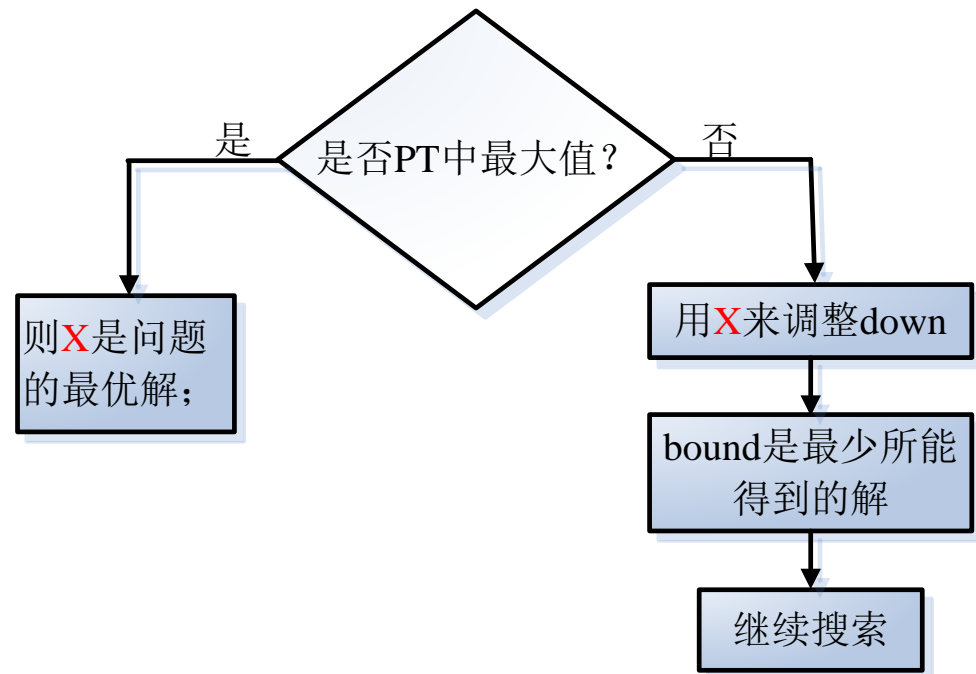 是否PT中最大值？
是
否
则X是问题
的最优解；
用X来调整down
bound是最少所能
得到的解
继续搜索